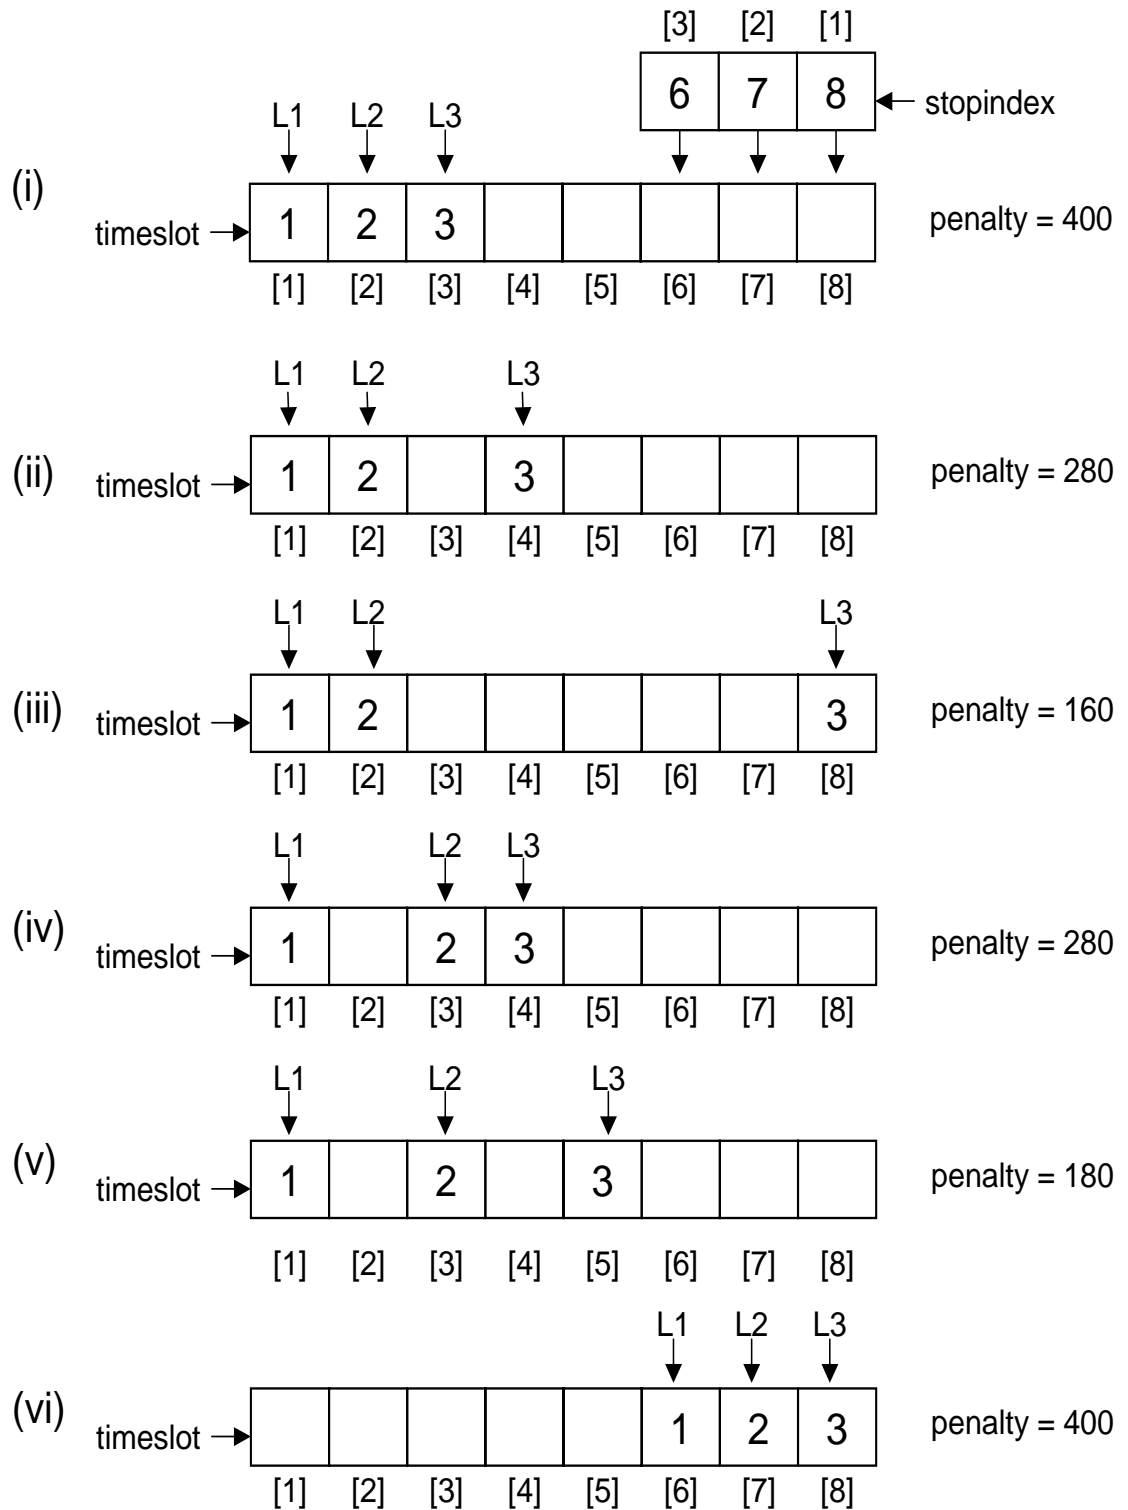 [3] [2] [1]
6 7 8 stopindex
L1 L2 L3
(i) timeslot 1 2 3 penalty = 400
[1] [2] [3] [4] [5] [6] [7] [8]
L1 L2 L3
(ii) timeslot 1 2 3 penalty = 280
[1] [2] [3] [4] [5] [6] [7] [8]
L1 L2 L3
(iii) timeslot 1 2 3 penalty = 160
[1] [2] [3] [4] [5] [6] [7] [8]
L1 L2 L3
(iv) timeslot 1 2 3 penalty = 280
[1] [2] [3] [4] [5] [6] [7] [8]
L1 L2 L3
(v) timeslot 1 2 3 penalty = 180
[1] [2] [3] [4] [5] [6] [7] [8]
L1 L2 L3
(vi) timeslot 1 2 3 penalty = 400
[1] [2] [3] [4] [5] [6] [7] [8]